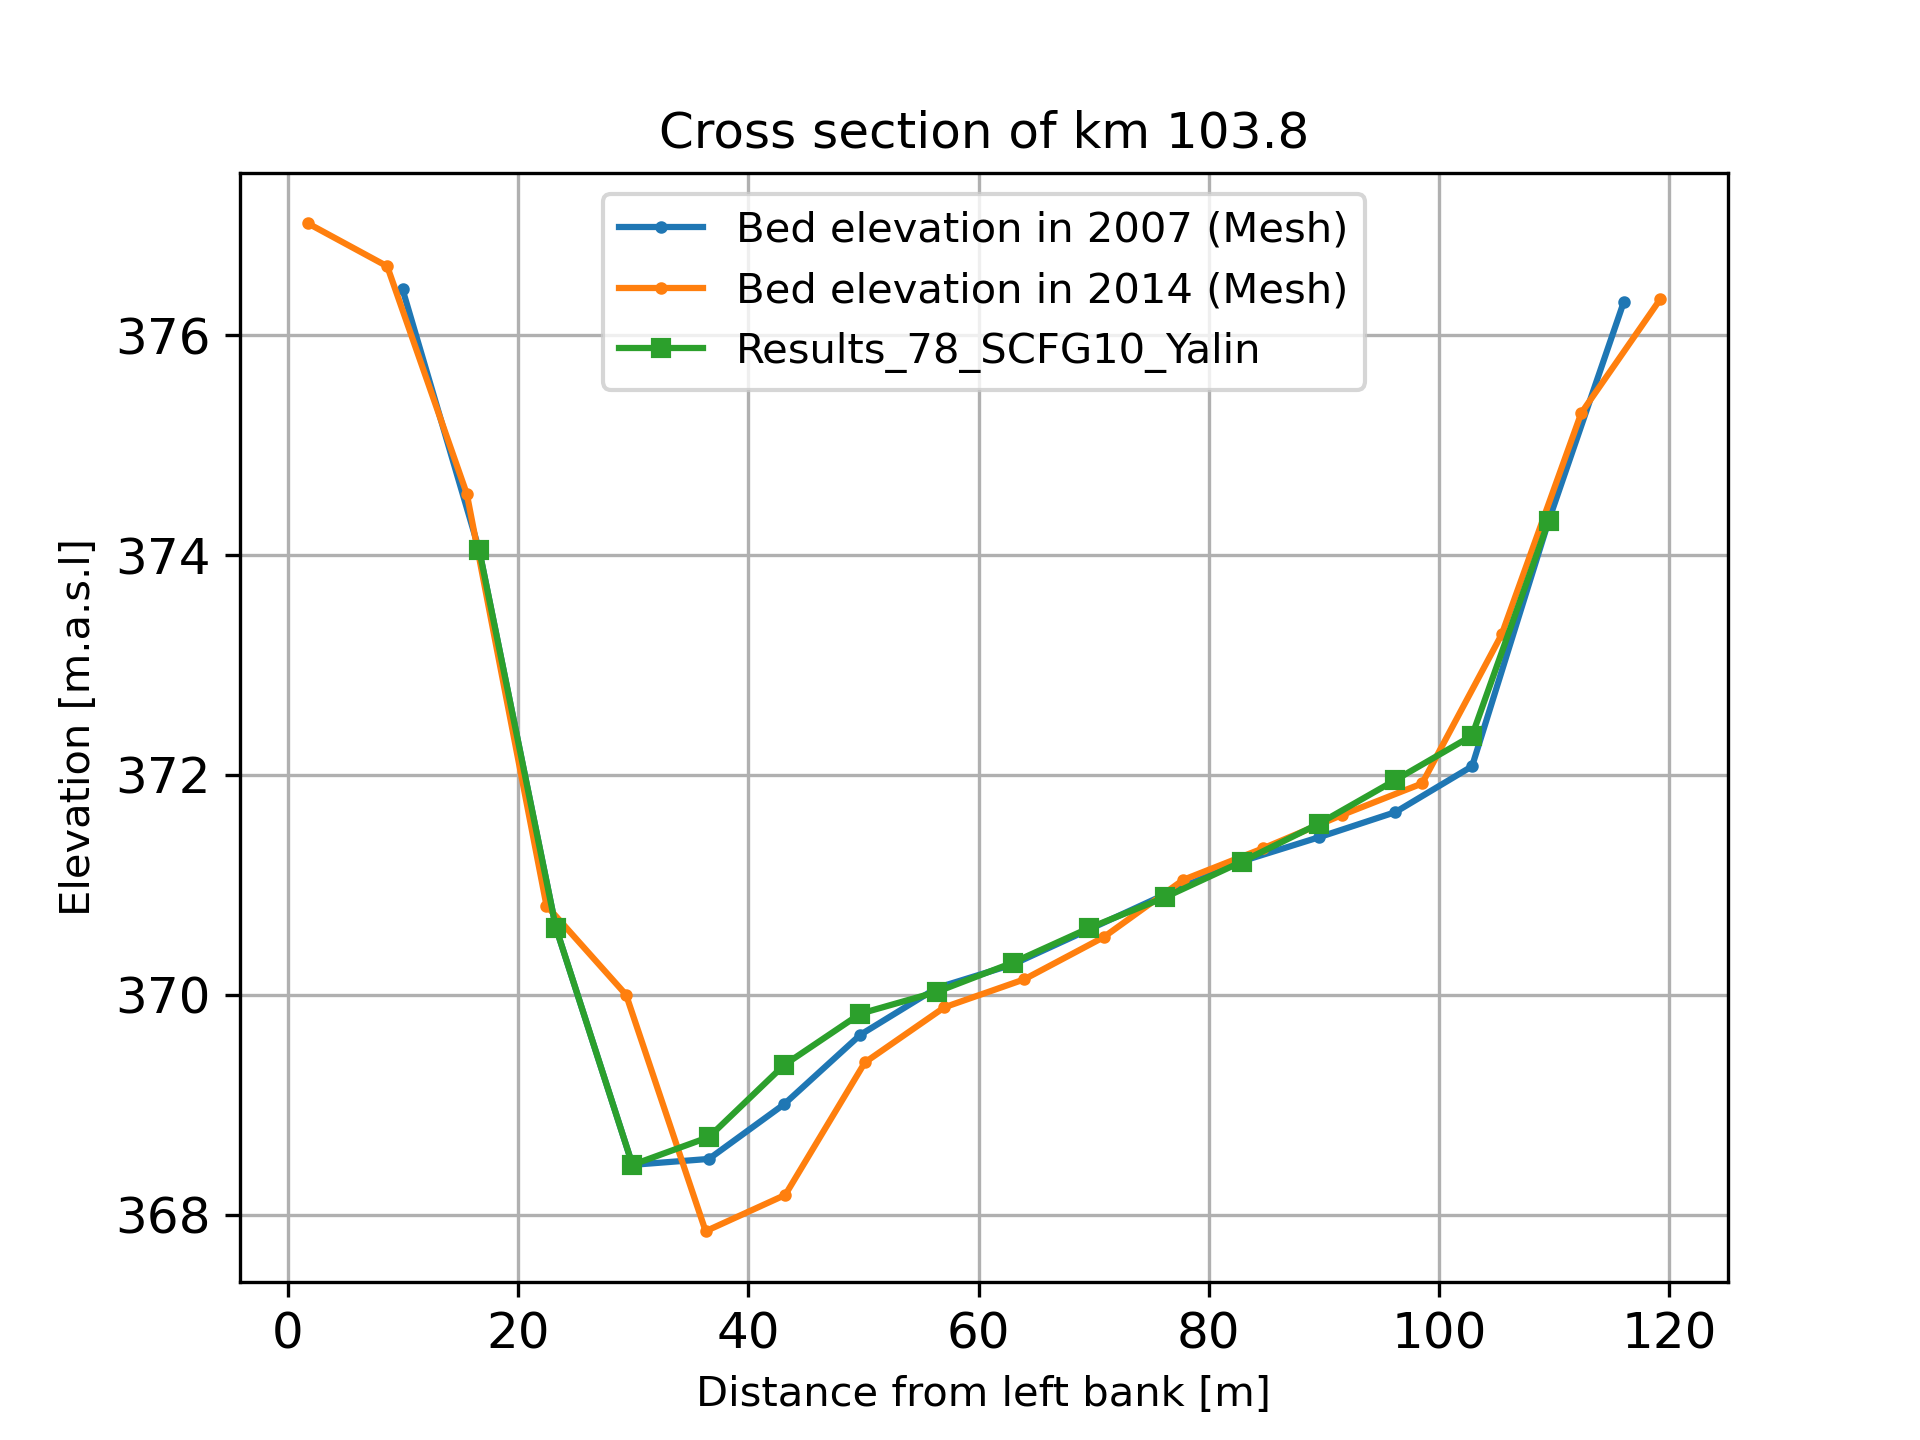 Cross section of km 103.8
Bed elevation in 2007 (Mesh)
Bed elevation in 2014 (Mesh)
Results_78_SCFG10_Yalin
376
374
372
370
368
Elevation [m.a.s.l]
0 20 40 60 80 100 120
Distance from left bank [m]